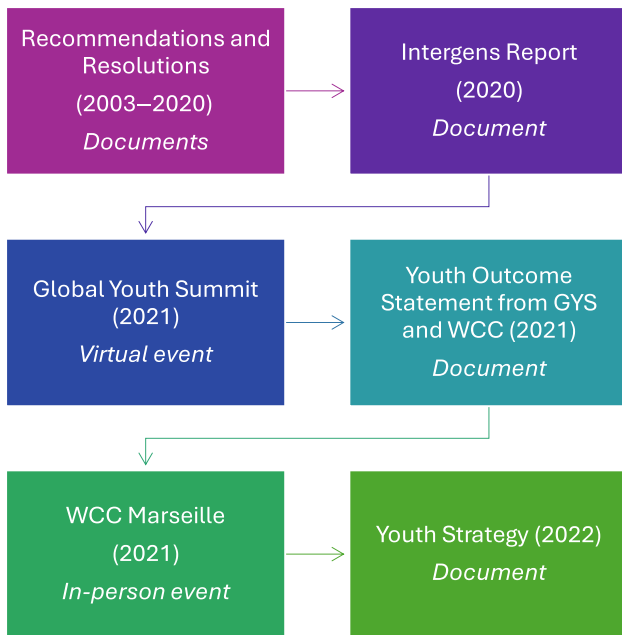 Recommendations and
Resolutions
(2003–2020)
Documents
Intergens Report
(2020)
Document
Global Youth Summit
(2021)
Virtual event
Youth Outcome
Statement from GYS
and WCC (2021)
Document
WCC Marseille
(2021)
In-person event
Youth Strategy (2022)
Document